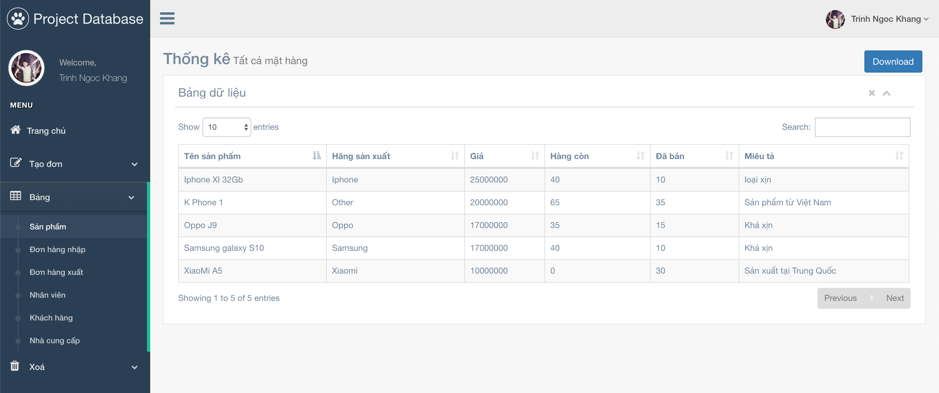 Project Database
Trinh Ngoc Khang
Welcome,
Trinh Ngoc Khang
MENU
Trang chủ
Tạo đơn
Bảng
Sản phẩm
Đơn hàng nhập
Đơn hàng xuất
Nhân viên
Khách hàng
Nhà cung cấp
Xoá
Thống kê Tất cả mặt hàng
Download
Bảng dữ liệu
Show 10 entries Search:
Tên sản phẩm Hãng sản xuất Giá Hàng còn Đã bán Miêu tả
Iphone XI 32Gb Iphone 25000000 40 10 loại xịn
K Phone 1 Other 20000000 65 35 Sản phẩm từ Việt Nam
Oppo J9 Oppo 17000000 35 15 Khá xịn
Samsung galaxy S10 Samsung 17000000 40 10 Khá xịn
XiaoMi A5 Xiaomi 10000000 0 30 Sản xuất tại Trung Quốc
Showing 1 to 5 of 5 entries Previous 1 Next